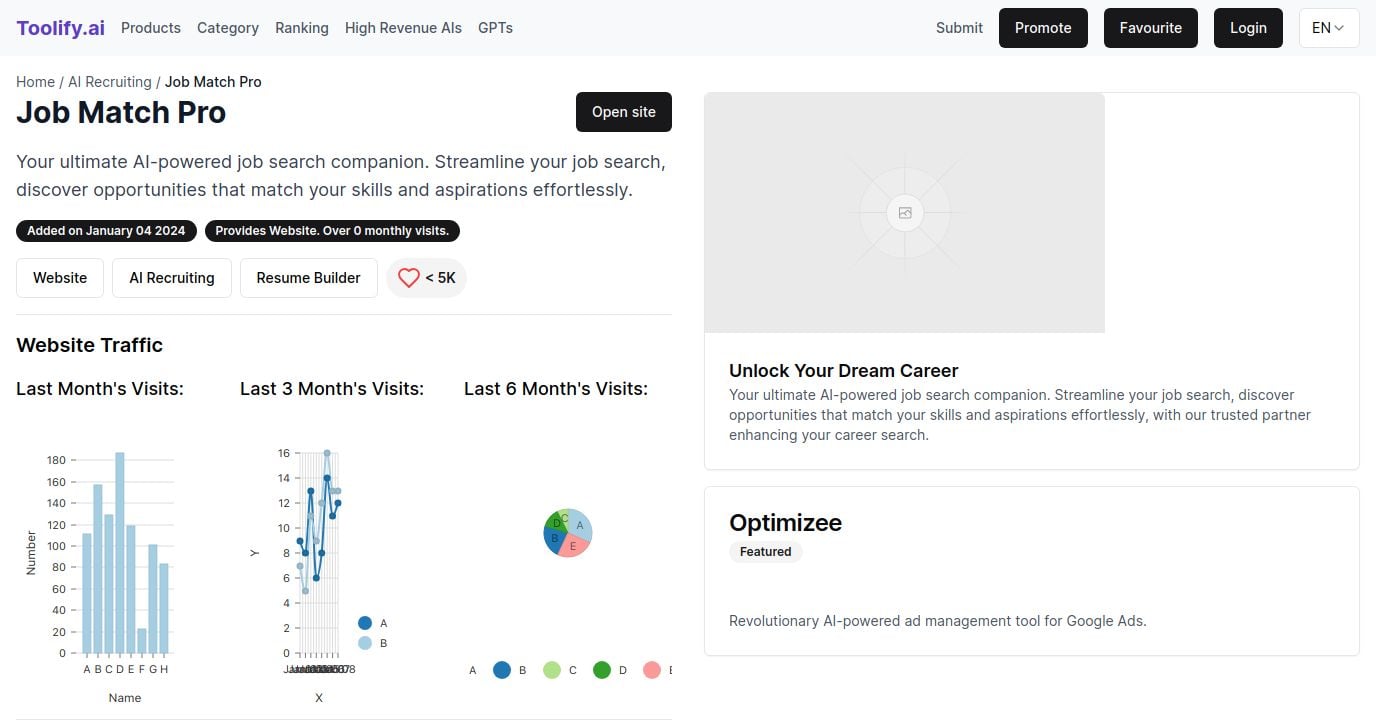 Toolify.ai Products Category Ranking High Revenue AIs GPTs Submit Promote Favourite Login EN
Home / AI Recruiting / Job Match Pro
Job Match Pro
Open site
Your ultimate AI-powered job search companion. Streamline your job search,
discover opportunities that match your skills and aspirations effortlessly.
Added on January 04 2024 Provides Website. Over 0 monthly visits.
Website AI Recruiting Resume Builder < 5K
Website Traffic
Last Month's Visits:
180
160
140
120
100
80
60
40
20
0
Number
A B C D E F G H
Name
Last 3 Month's Visits:
16
14
12
10
8
6
4
2
0
Y
X
A
B
Last 6 Month's Visits:
A
B
C
D
E
A B C D
Unlock Your Dream Career
Your ultimate AI-powered job search companion. Streamline your job search, discover
opportunities that match your skills and aspirations effortlessly, with our trusted partner
enhancing your career search.
Optimizee
Featured
Revolutionary AI-powered ad management tool for Google Ads.